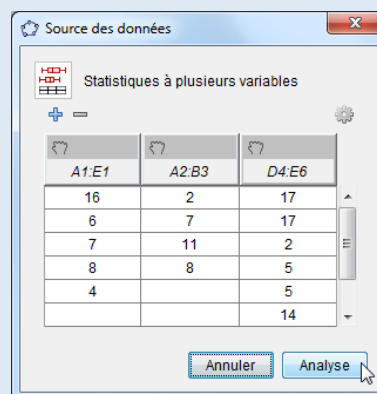 Source des données
Statistiques à plusieurs variables
A1:E1 A2:B3 D4:E6
16 2 17
6 7 17
7 11 2
8 8 5
4 5
14
Annuler Analyse